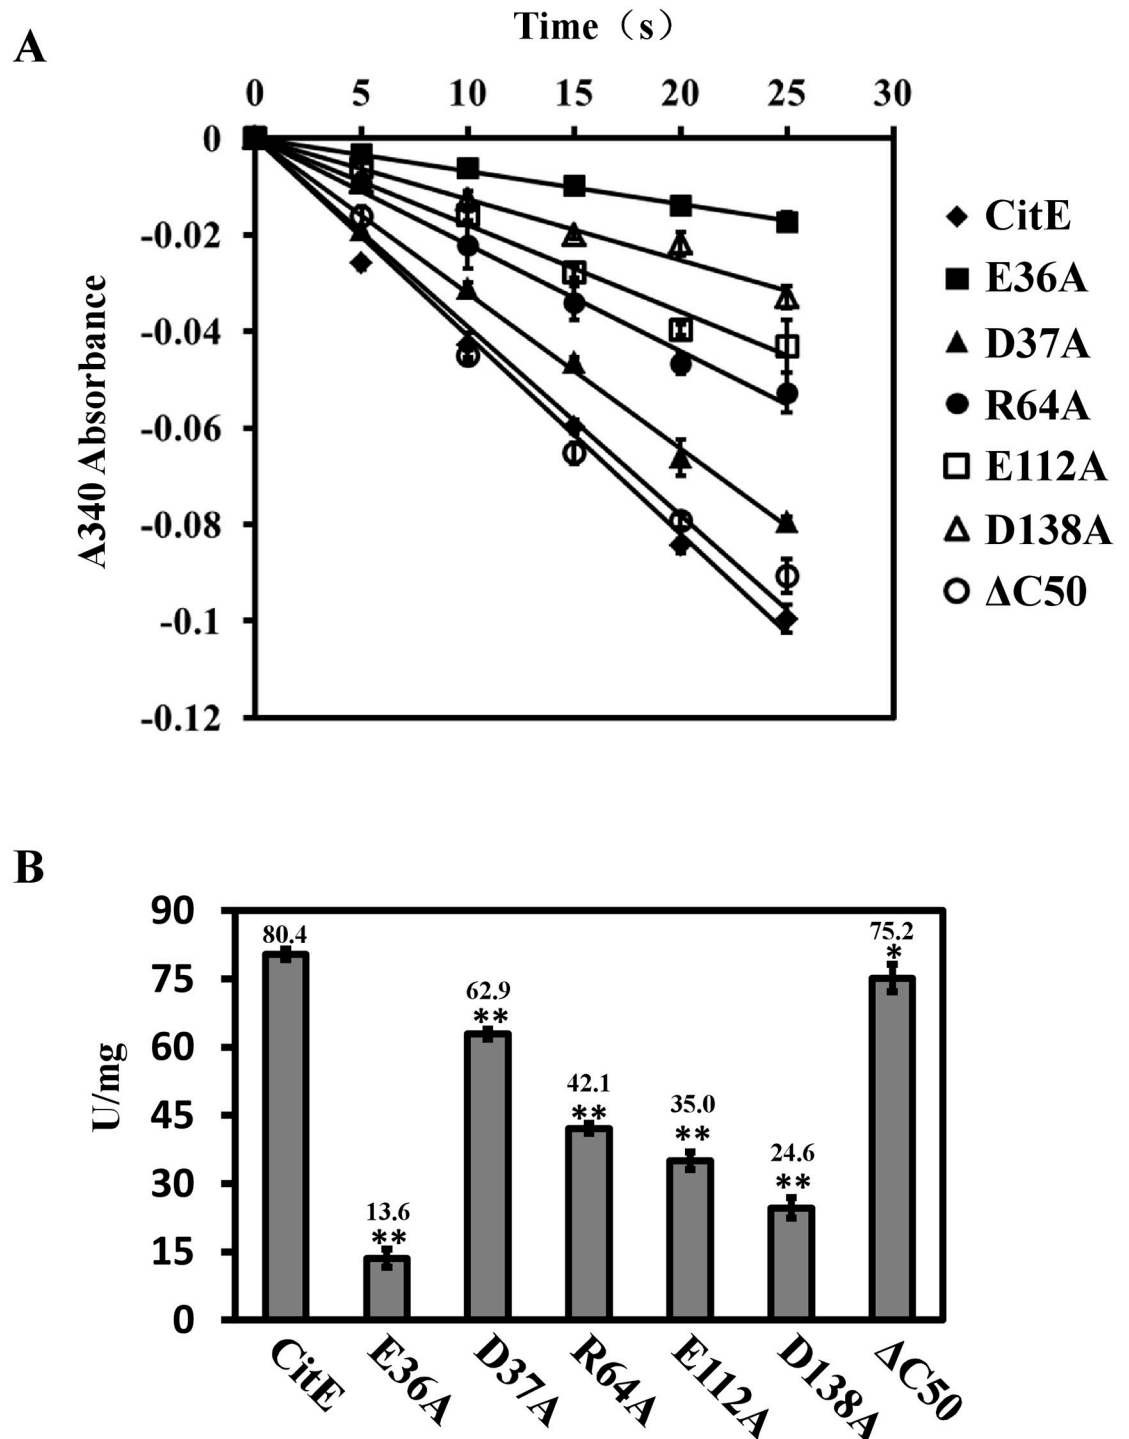 A
Time（s）
0 5 10 15 20 25 30
0
-0.02
-0.04
-0.06
-0.08
-0.1
-0.12
A340 Absorbance
CitE
E36A
D37A
R64A
E112A
D138A
ΔC50
B
90
75
60
45
30
15
0
U/mg
80.4
13.6
**
62.9
**
42.1
**
35.0
**
24.6
**
75.2
*
CitE E36A D37A R64A E112A D138A ΔC50